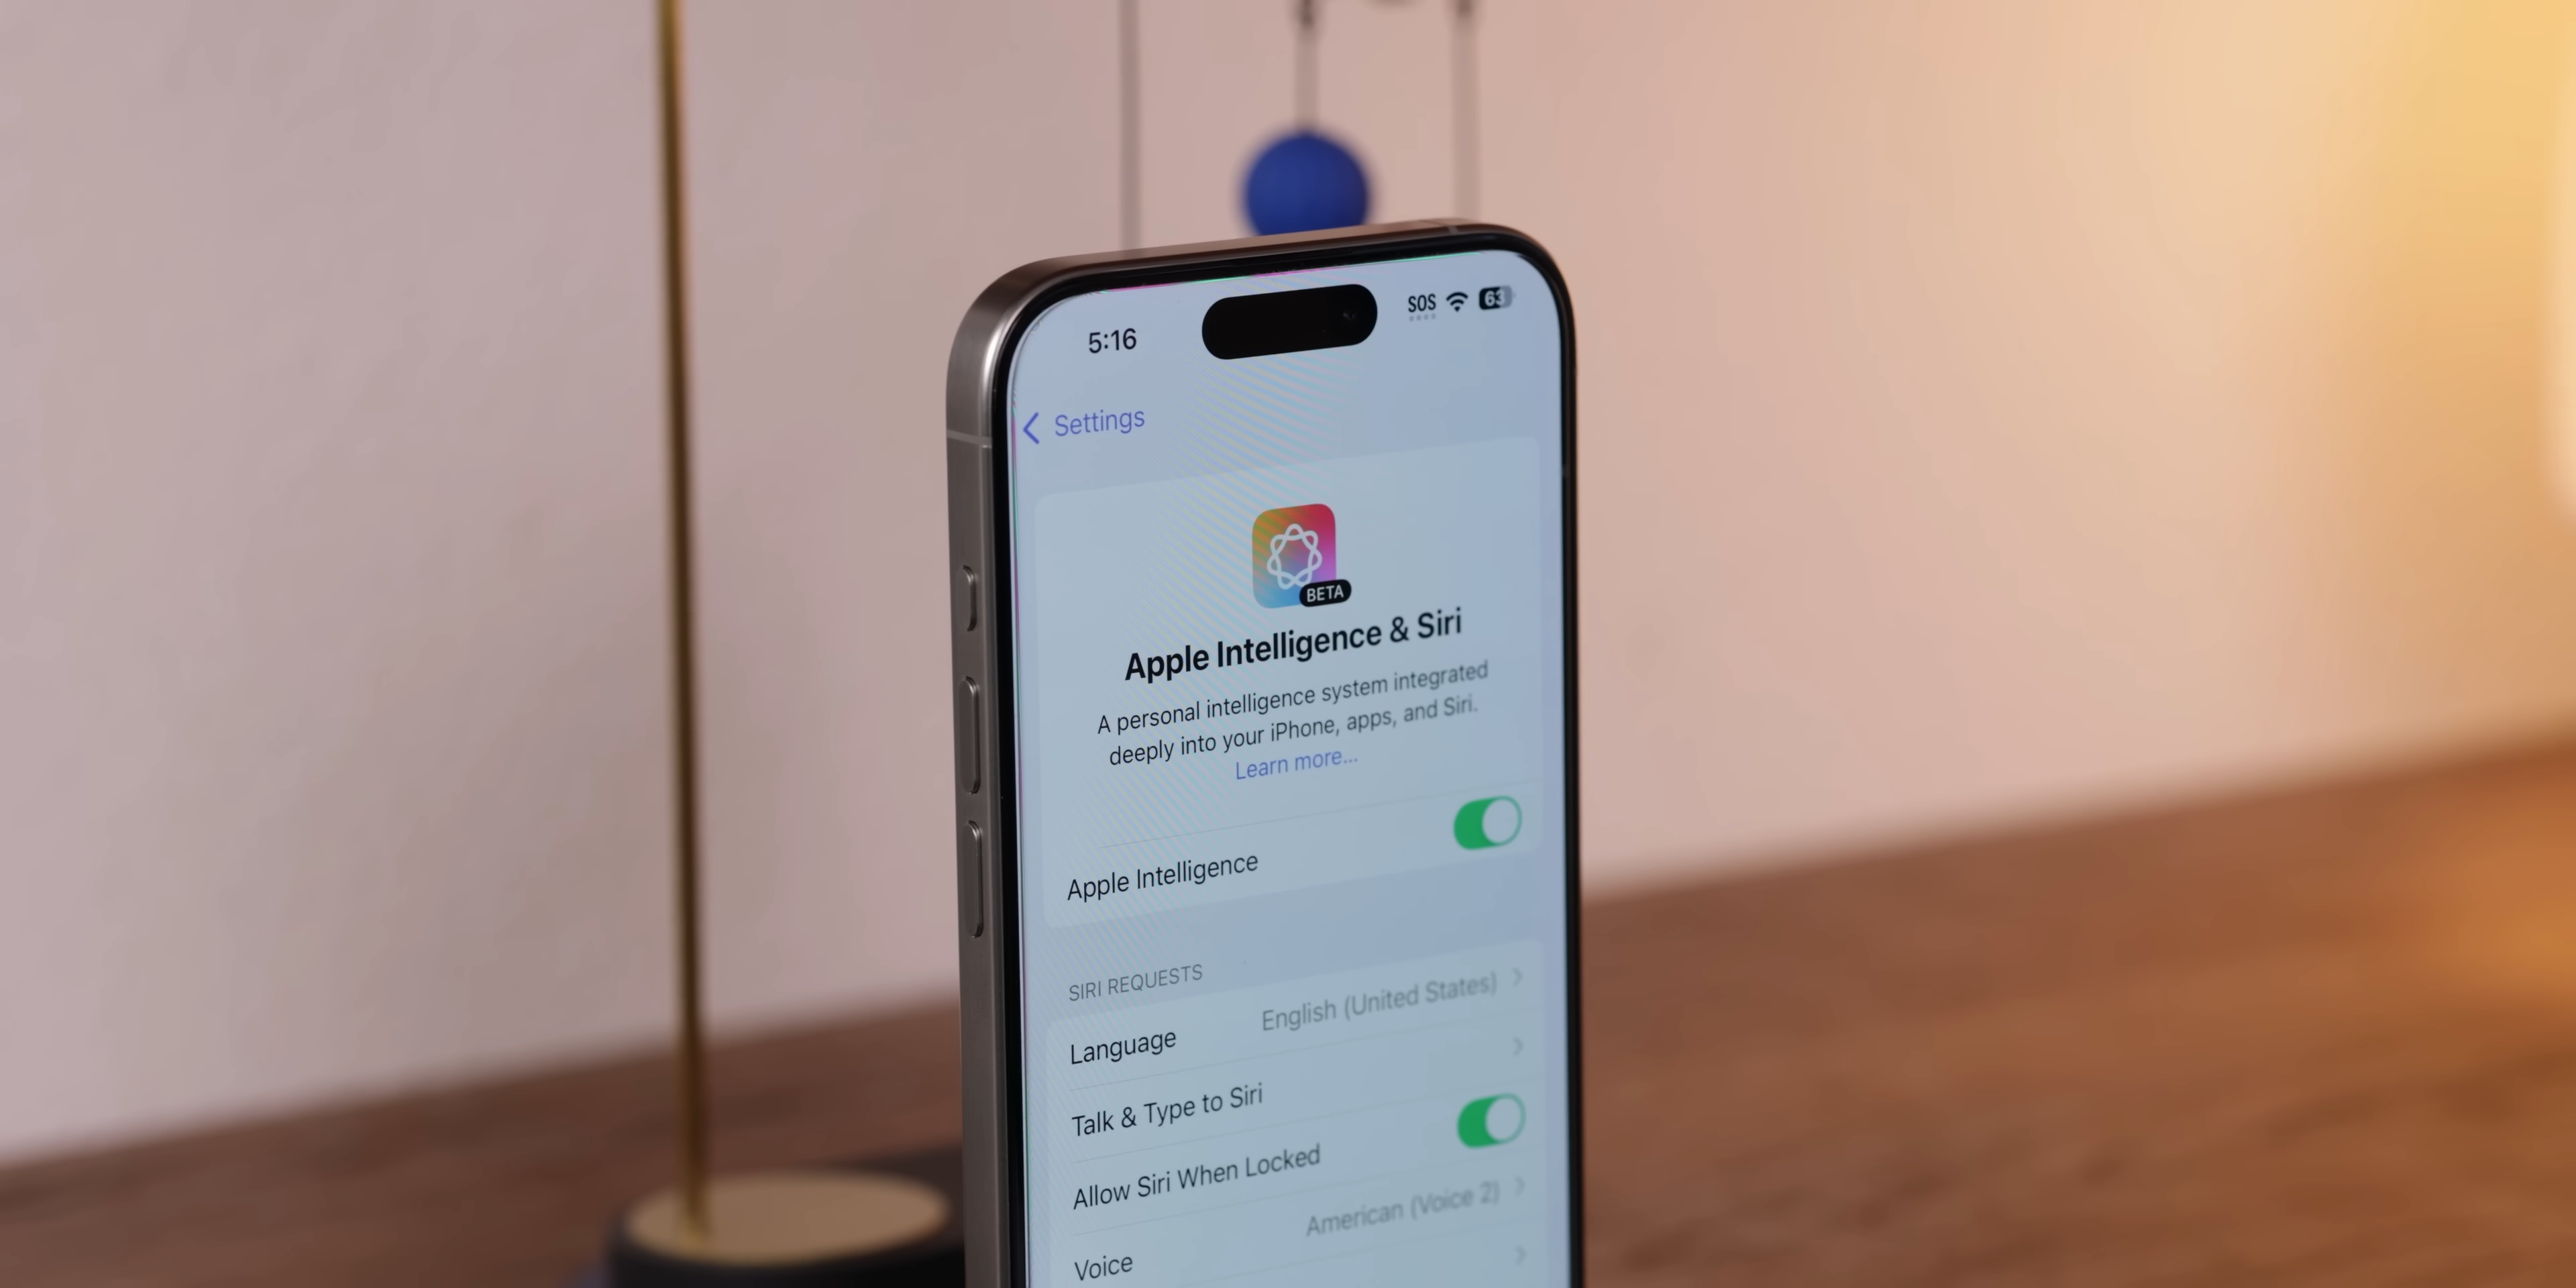 5:16
SOS
63
Settings
BETA
Apple Intelligence & Siri
A personal intelligence system integrated
deeply into your iPhone, apps, and Siri.
Learn more...
Apple Intelligence
SIRI REQUESTS
Language English (United States)
Talk & Type to Siri
Allow Siri When Locked
Voice American (Voice 2)